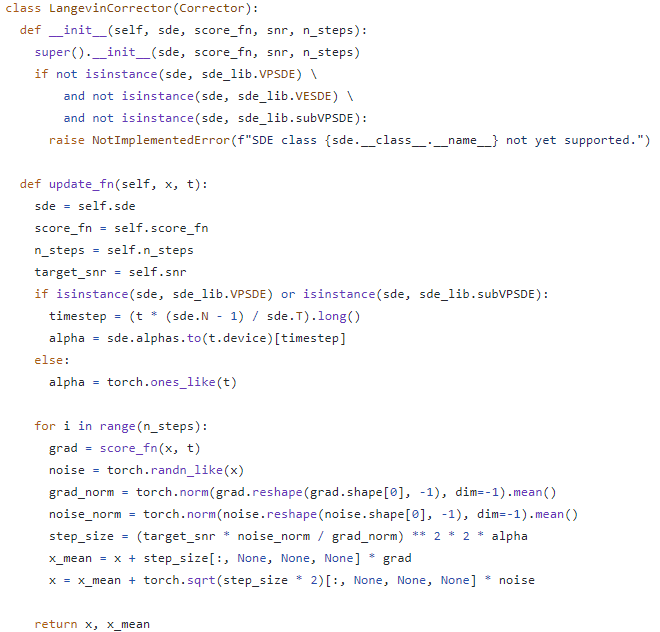 class LangevinCorrector(Corrector):
  def __init__(self, sde, score_fn, snr, n_steps):
    super().__init__(sde, score_fn, snr, n_steps)
    if not isinstance(sde, sde_lib.VPSDE) \
        and not isinstance(sde, sde_lib.VESDE) \
        and not isinstance(sde, sde_lib.subVPSDE):
      raise NotImplementedError(f"SDE class {sde.__class__.__name__} not yet supported.")

  def update_fn(self, x, t):
    sde = self.sde
    score_fn = self.score_fn
    n_steps = self.n_steps
    target_snr = self.snr
    if isinstance(sde, sde_lib.VPSDE) or isinstance(sde, sde_lib.subVPSDE):
      timestep = (t * (sde.N - 1) / sde.T).long()
      alpha = sde.alphas.to(t.device)[timestep]
    else:
      alpha = torch.ones_like(t)

    for i in range(n_steps):
      grad = score_fn(x, t)
      noise = torch.randn_like(x)
      grad_norm = torch.norm(grad.reshape(grad.shape[0], -1), dim=-1).mean()
      noise_norm = torch.norm(noise.reshape(noise.shape[0], -1), dim=-1).mean()
      step_size = (target_snr * noise_norm / grad_norm) ** 2 * 2 * alpha
      x_mean = x + step_size[:, None, None, None] * grad
      x = x_mean + torch.sqrt(step_size * 2)[:, None, None, None] * noise

    return x, x_mean